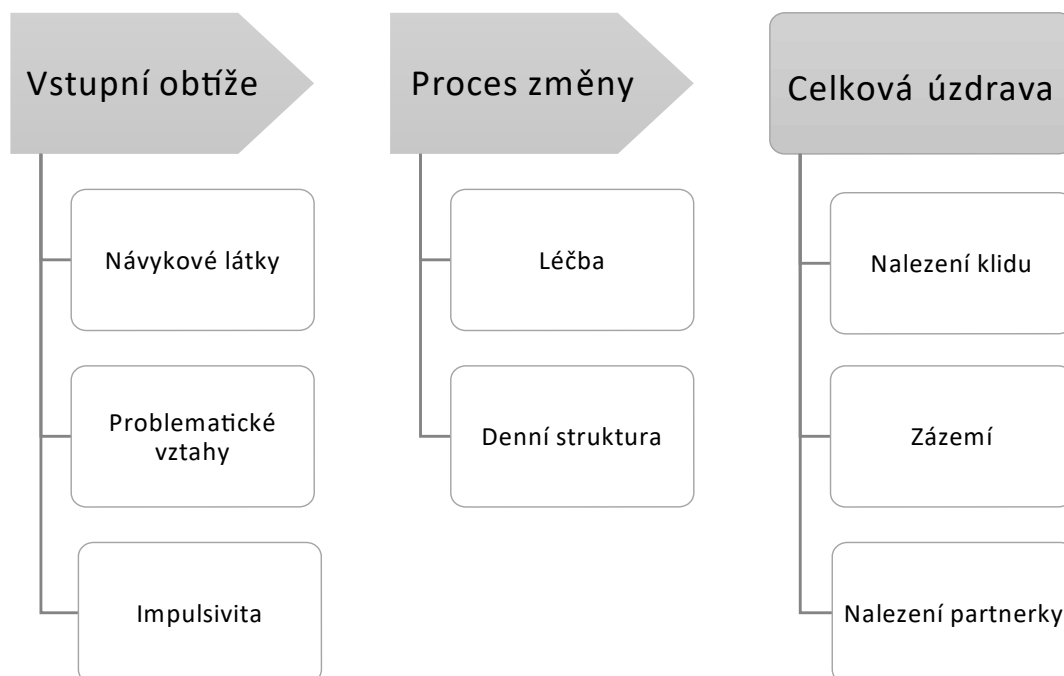 Vstupní obtíže
Návykové látky
Problematické
vztahy
Impulsivita
Proces změny
Léčba
Denní struktura
Celková úzdrava
Nalezení klidu
Zázemí
Nalezení partnerky